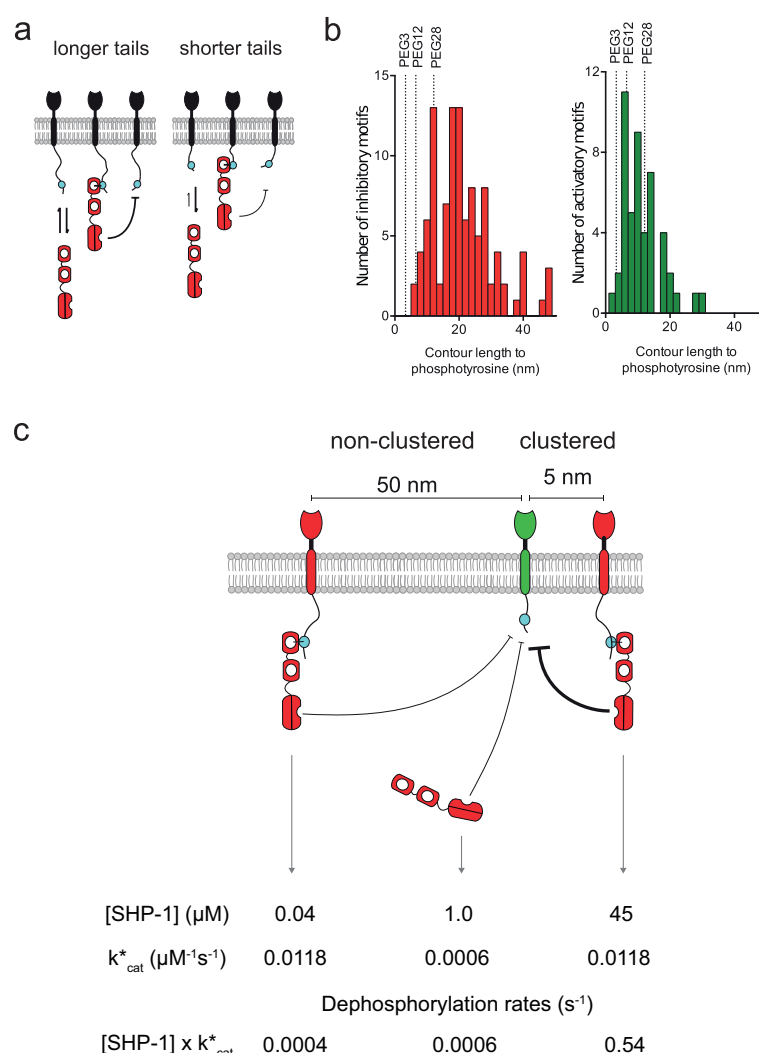 a
longer tails
shorter tails
b
PEG3
PEG12
PEG28
15
10
5
0
Number of inhibitory motifs
0
20
40
Contour length to
phosphotyrosine (nm)
PEG3
PEG12
PEG28
12
8
4
0
Number of activatory motifs
0
20
40
Contour length to
phosphotyrosine (nm)
c
non-clustered
clustered
50 nm
5 nm
[SHP-1] (µM) 0.04 1.0 45
k*cat (µM⁻¹s⁻¹) 0.0118 0.0006 0.0118
Dephosphorylation rates (s⁻¹)
[SHP-1] x k*cat 0.0004 0.0006 0.54